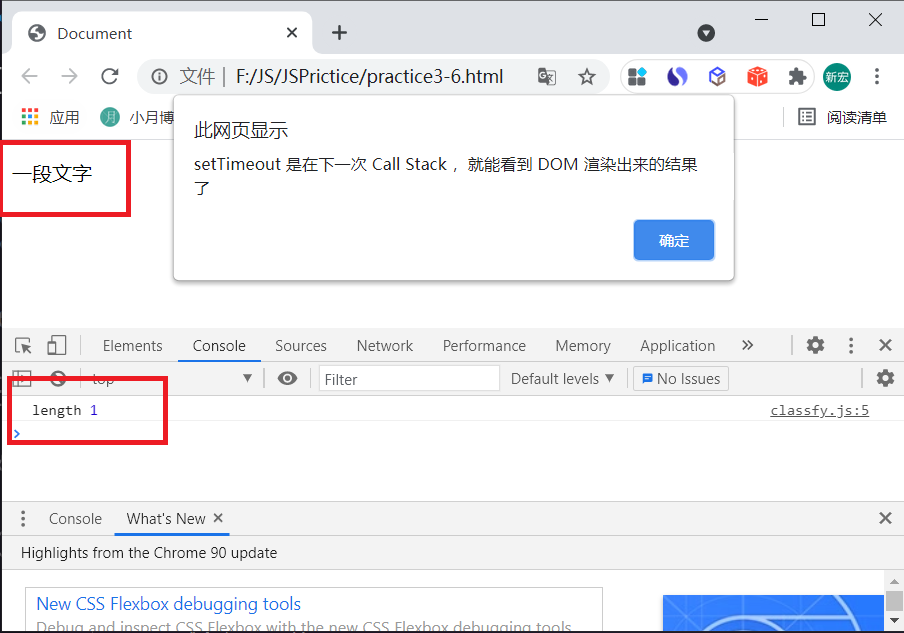 Document
文件 | F:/JS/JSPrictice/practice3-6.html
新宏
应用
月 小月博
阅读清单
此网页显示
setTimeout 是在下一次 Call Stack ，就能看到 DOM 渲染出来的结果
了
确定
一段文字
Elements Console Sources Network Performance Memory Application
top Filter Default levels ▼ No Issues
length 1 classfy.js:5
Console What's New
Highlights from the Chrome 90 update
New CSS Flexbox debugging tools
Debug and inspect CSS Flexbox with the new CSS Flexbox debugging tools